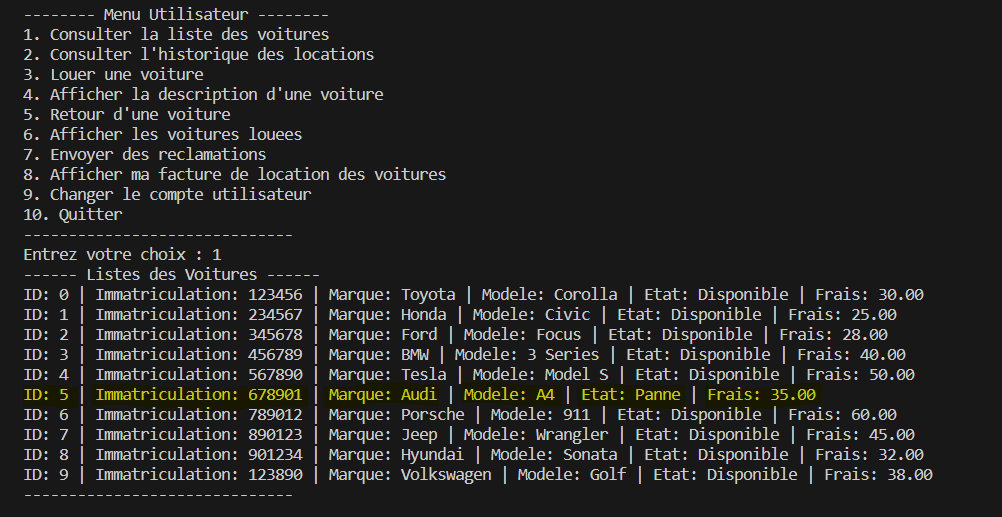 -------- Menu Utilisateur --------
1. Consulter la liste des voitures
2. Consulter l'historique des locations
3. Louer une voiture
4. Afficher la description d'une voiture
5. Retour d'une voiture
6. Afficher les voitures louees
7. Envoyer des reclamations
8. Afficher ma facture de location des voitures
9. Changer le compte utilisateur
10. Quitter
------------------------------
Entrez votre choix : 1
------ Listes des Voitures ------
ID: 0 | Immatriculation: 123456 | Marque: Toyota | Modele: Corolla | Etat: Disponible | Frais: 30.00
ID: 1 | Immatriculation: 234567 | Marque: Honda | Modele: Civic | Etat: Disponible | Frais: 25.00
ID: 2 | Immatriculation: 345678 | Marque: Ford | Modele: Focus | Etat: Disponible | Frais: 28.00
ID: 3 | Immatriculation: 456789 | Marque: BMW | Modele: 3 Series | Etat: Disponible | Frais: 40.00
ID: 4 | Immatriculation: 567890 | Marque: Tesla | Modele: Model S | Etat: Disponible | Frais: 50.00
ID: 5 | Immatriculation: 678901 | Marque: Audi | Modele: A4 | Etat: Panne | Frais: 35.00
ID: 6 | Immatriculation: 789012 | Marque: Porsche | Modele: 911 | Etat: Disponible | Frais: 60.00
ID: 7 | Immatriculation: 890123 | Marque: Jeep | Modele: Wrangler | Etat: Disponible | Frais: 45.00
ID: 8 | Immatriculation: 901234 | Marque: Hyundai | Modele: Sonata | Etat: Disponible | Frais: 32.00
ID: 9 | Immatriculation: 123890 | Marque: Volkswagen | Modele: Golf | Etat: Disponible | Frais: 38.00
------------------------------